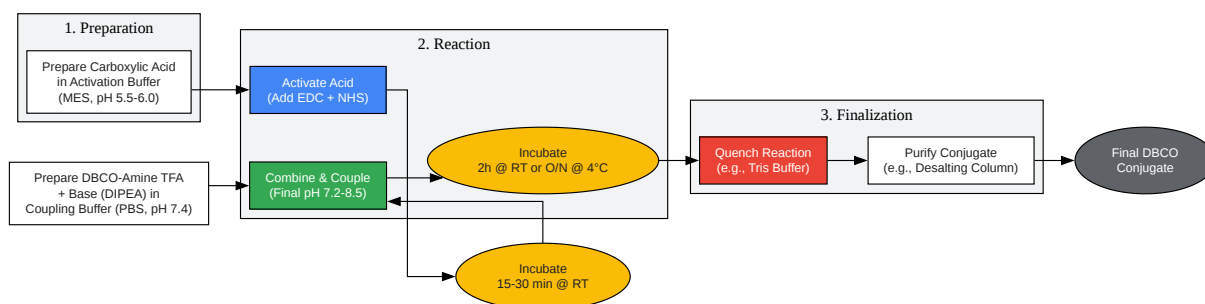 1. Preparation
Prepare Carboxylic Acid
in Activation Buffer
(MES, pH 5.5-6.0)
Prepare DBCO-Amine TFA
+ Base (DIPEA) in
Coupling Buffer (PBS, pH 7.4)
2. Reaction
Activate Acid
(Add EDC + NHS)
Combine & Couple
(Final pH 7.2-8.5)
Incubate
2h @ RT or O/N @ 4°C
Incubate
15-30 min @ RT
3. Finalization
Quench Reaction
(e.g., Tris Buffer)
Purify Conjugate
(e.g., Desalting Column)
Final DBCO
Conjugate